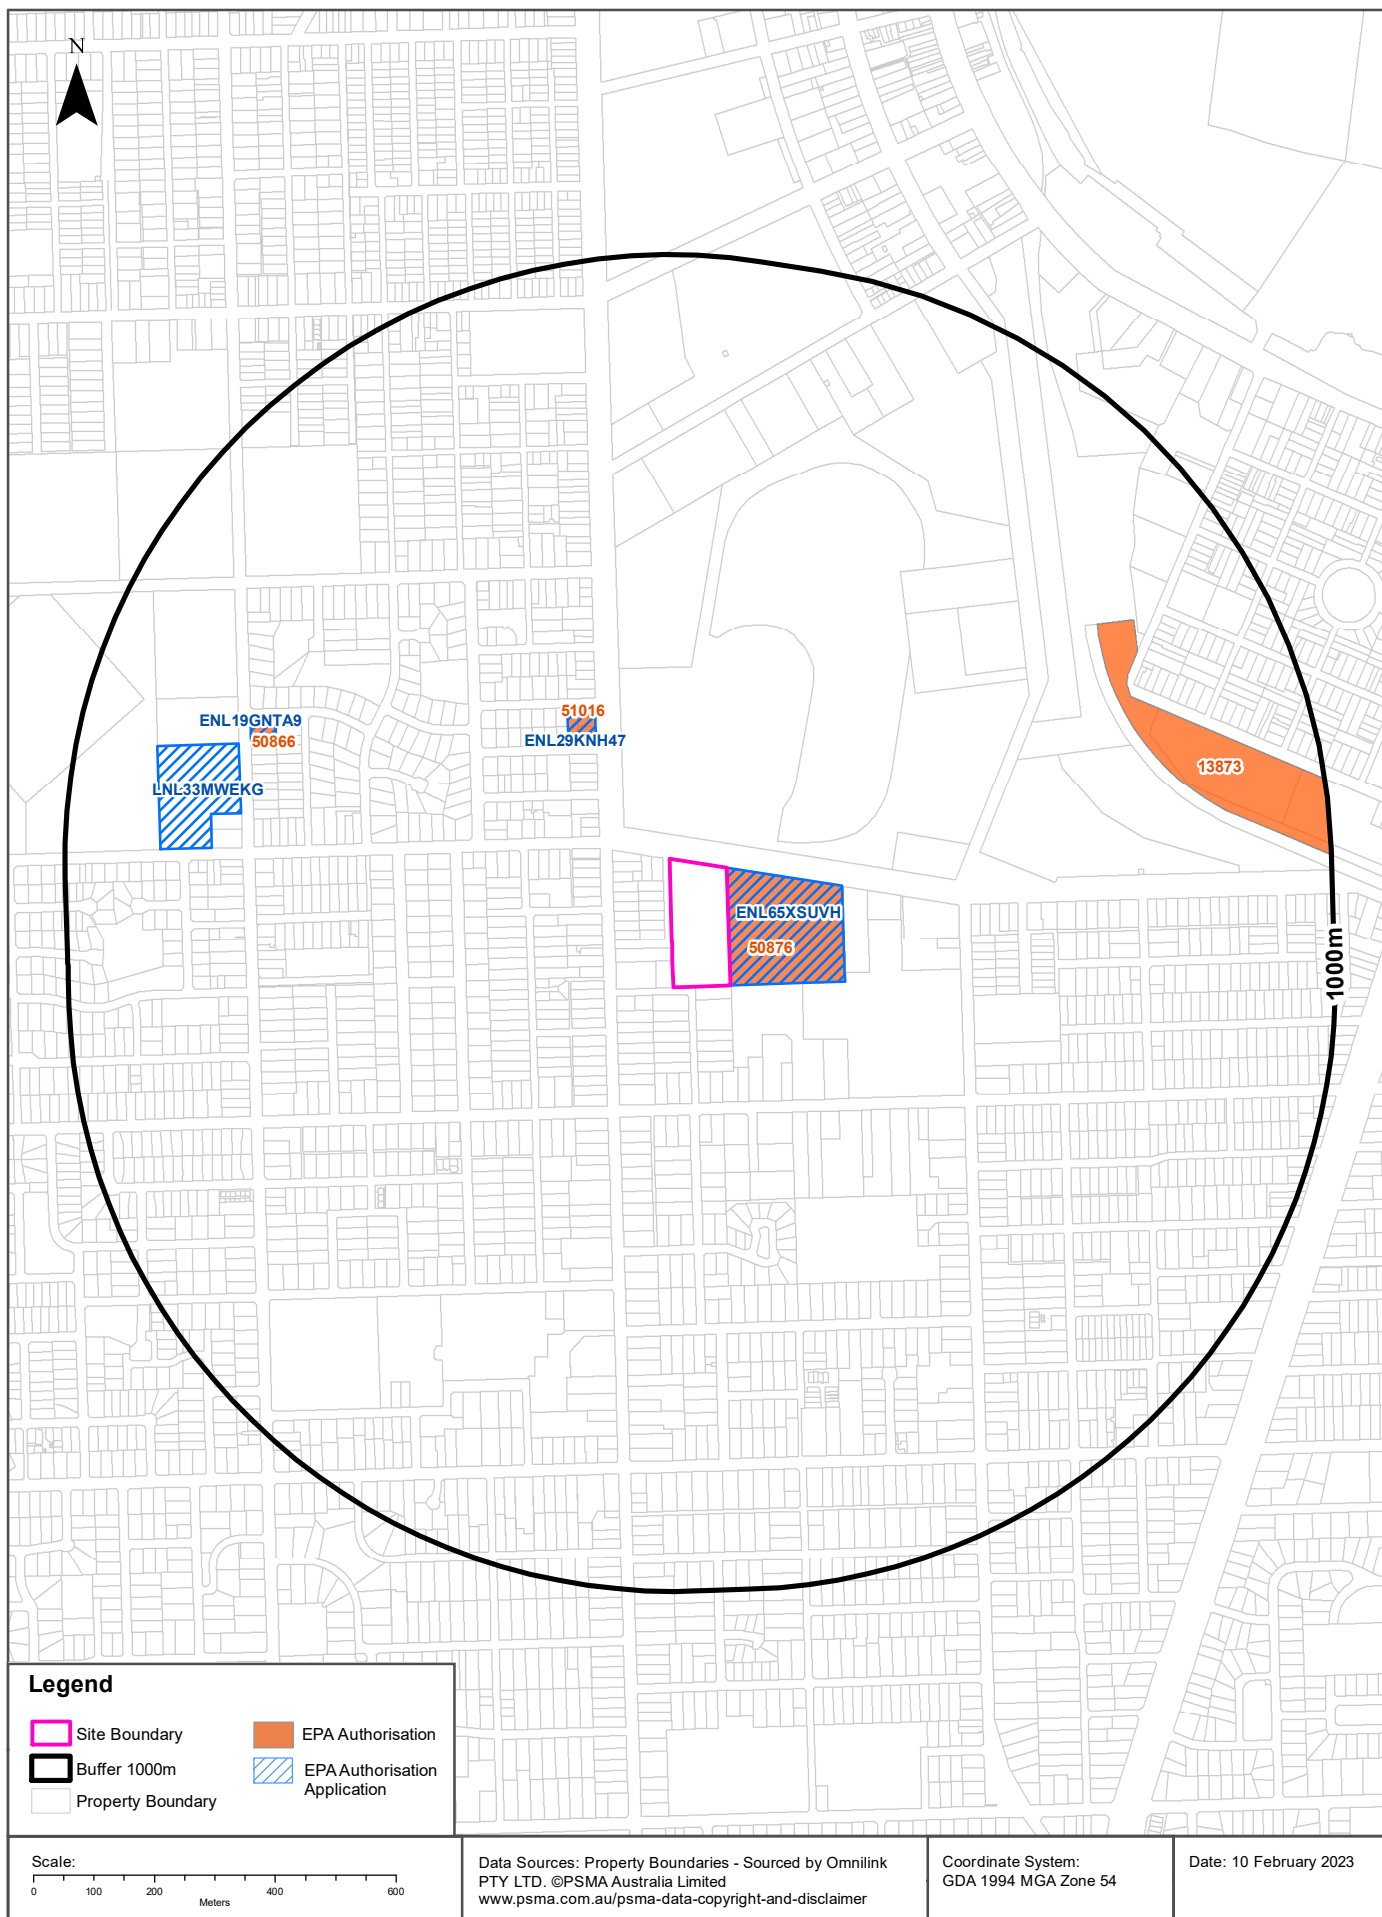 N
51016
ENL19GNTA9
50866
ENL29KNH47
13873
LNL33MWEKG
ENL65XSUVH
50876
1000m
Legend
Site Boundary
EPA Authorisation
Buffer 1000m
EPA Authorisation
Application
Property Boundary
Scale:
0 100 200 400 600
Meters
Data Sources: Property Boundaries - Sourced by Omnilink
PTY LTD. ©PSMA Australia Limited
www.psma.com.au/psma-data-copyright-and-disclaimer
Coordinate System:
GDA 1994 MGA Zone 54
Date: 10 February 2023